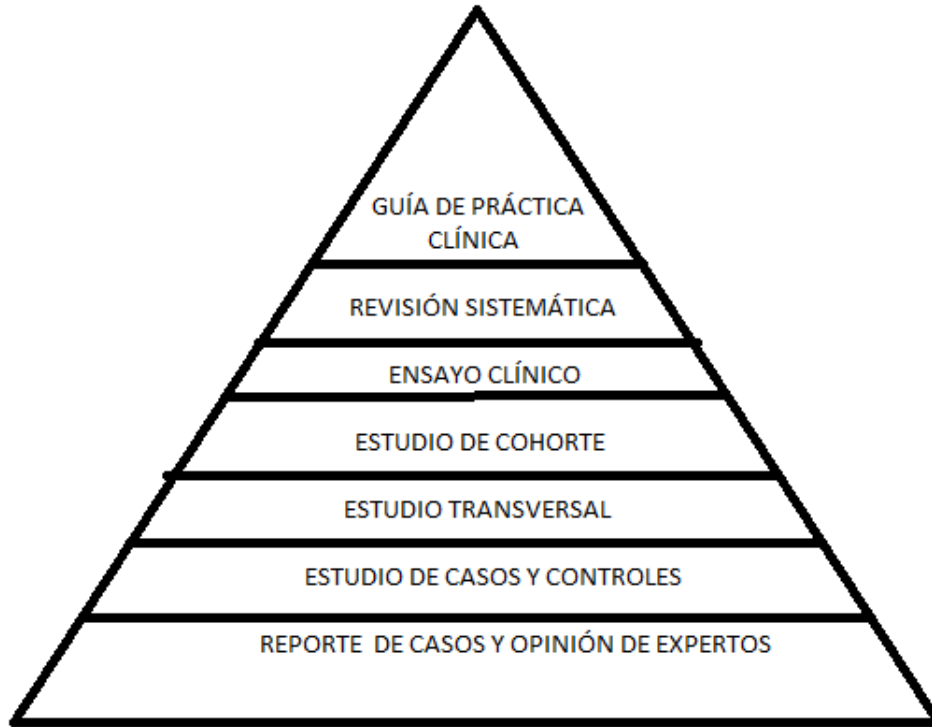 GUÍA DE PRÁCTICA
CLÍNICA
REVISIÓN SISTEMÁTICA
ENSAYO CLÍNICO
ESTUDIO DE COHORTE
ESTUDIO TRANSVERSAL
ESTUDIO DE CASOS Y CONTROLES
REPORTE DE CASOS Y OPINIÓN DE EXPERTOS